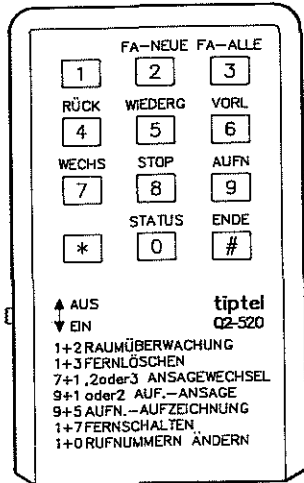 FA-NEUE FA-ALLE
1 2 3
RÜCK WIEDERG VORL
4 5 6
WECHS STOP AUFN
7 8 9
STATUS ENDE
* 0 #
AUS tiptel
EIN Q2-520
1+2 RAUMÜBERWACHUNG
1+3 FERNLÖSCHEN
7+1,2oder3 ANSAGEWECHSEL
9+1 oder2 AUF.-ANSAGE
9+5 AUFN.-AUFZEICHNUNG
1+7 FERNSCHALTEN
1+0 RUFNUMMERN ÄNDERN